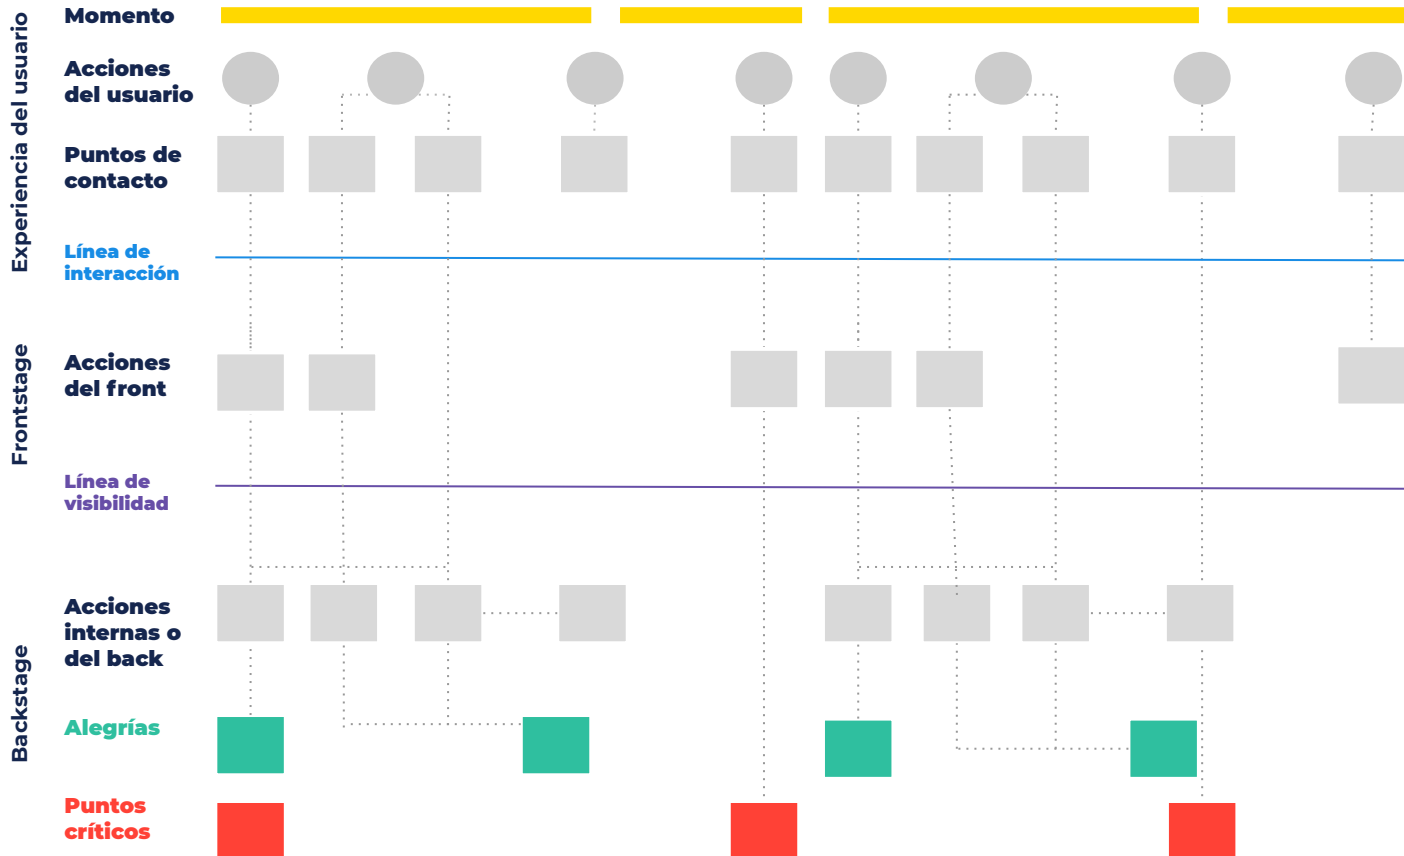 Experiencia del usuario
Momento
Acciones
del usuario
Puntos de
contacto
Línea de
interacción
Frontstage
Acciones
del front
Línea de
visibilidad
Backstage
Acciones
internas o
del back
Alegrías
Puntos
críticos